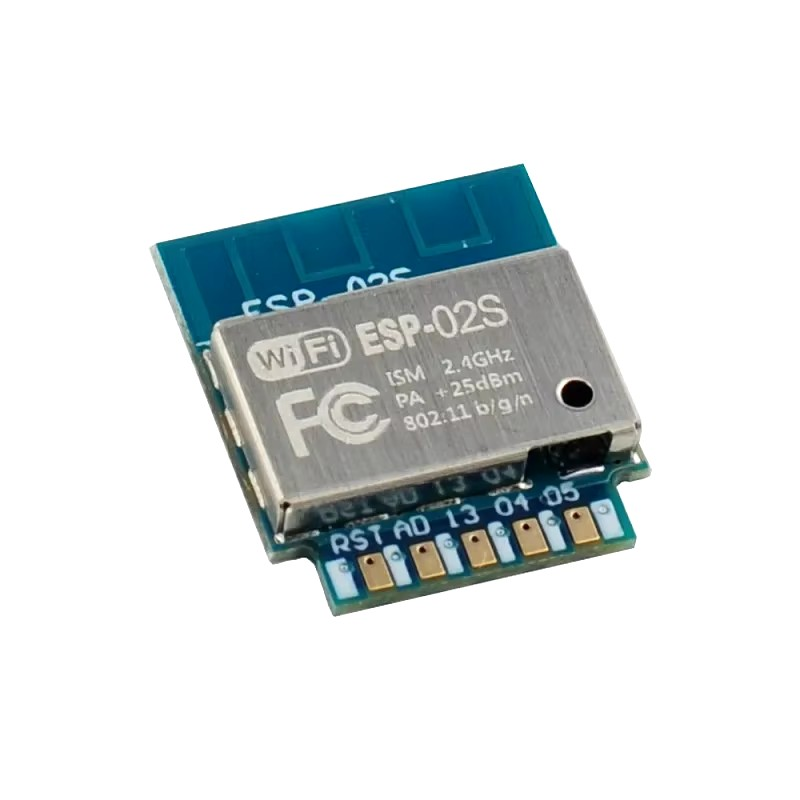 ESP-02S
WiFi ESP-02S
FC ISM 2.4GHz
PA +25dBm
802.11 b/g/n
RST AD 13 04 05